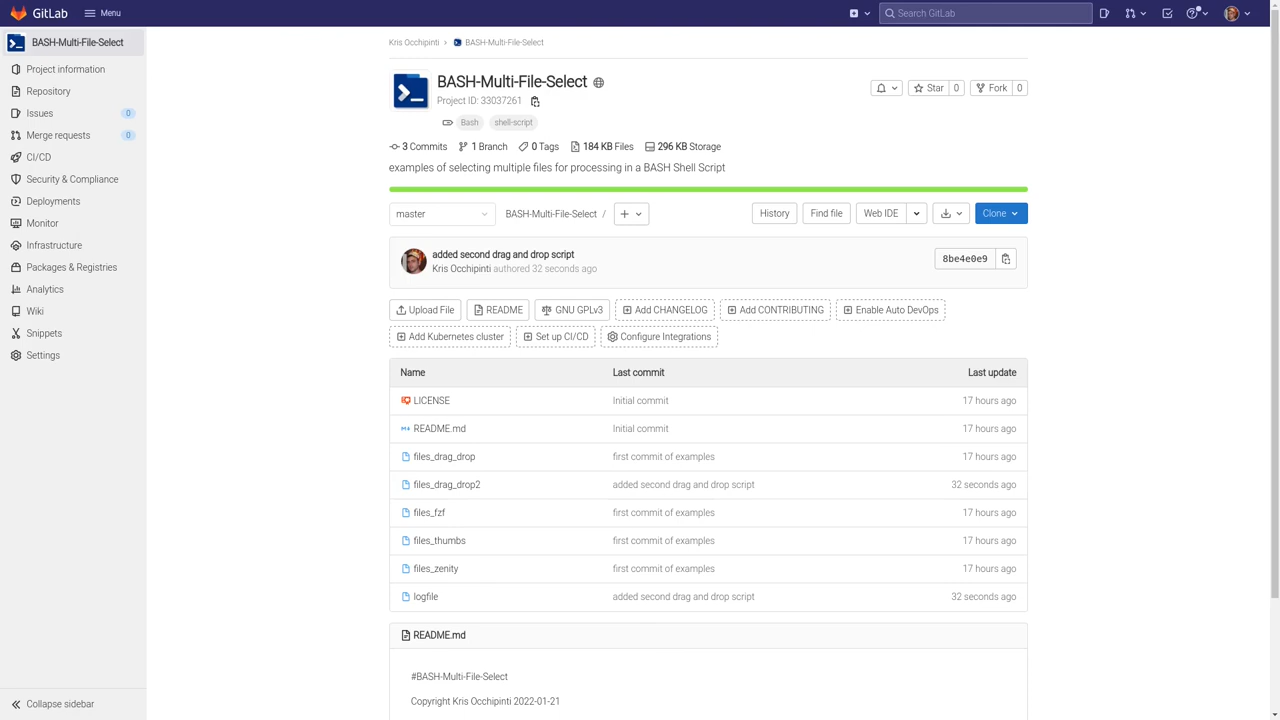 GitLab Menu Search GitLab
BASH-Multi-File-Select
Project information
Repository
Issues 0
Merge requests 0
CI/CD
Security & Compliance
Deployments
Monitor
Infrastructure
Packages & Registries
Analytics
Wiki
Snippets
Settings
Collapse sidebar
Kris Occhipinti › BASH-Multi-File-Select
BASH-Multi-File-Select
Project ID: 33037261
Star 0 Fork 0
Bash shell-script
3 Commits 1 Branch 0 Tags 184 KB Files 296 KB Storage
examples of selecting multiple files for processing in a BASH Shell Script
master BASH-Multi-File-Select / + History Find file Web IDE Clone
added second drag and drop script
Kris Occhipinti authored 32 seconds ago
8be4e0e9
Upload File README GNU GPLv3 Add CHANGELOG Add CONTRIBUTING Enable Auto DevOps
Add Kubernetes cluster Set up CI/CD Configure Integrations
Name Last commit Last update
LICENSE Initial commit 17 hours ago
README.md Initial commit 17 hours ago
files_drag_drop first commit of examples 17 hours ago
files_drag_drop2 added second drag and drop script 32 seconds ago
files_fzf first commit of examples 17 hours ago
files_thumbs first commit of examples 17 hours ago
files_zenity first commit of examples 17 hours ago
logfile added second drag and drop script 32 seconds ago
README.md
#BASH-Multi-File-Select
Copyright Kris Occhipinti 2022-01-21